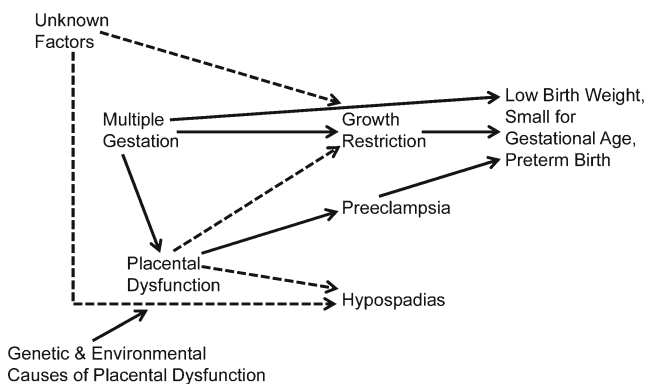 Unknown
Factors
Multiple
Gestation
Growth
Restriction
Low Birth Weight,
Small for
Gestational Age,
Preterm Birth
Preeclampsia
Placental
Dysfunction
Hypospadias
Genetic & Environmental
Causes of Placental Dysfunction